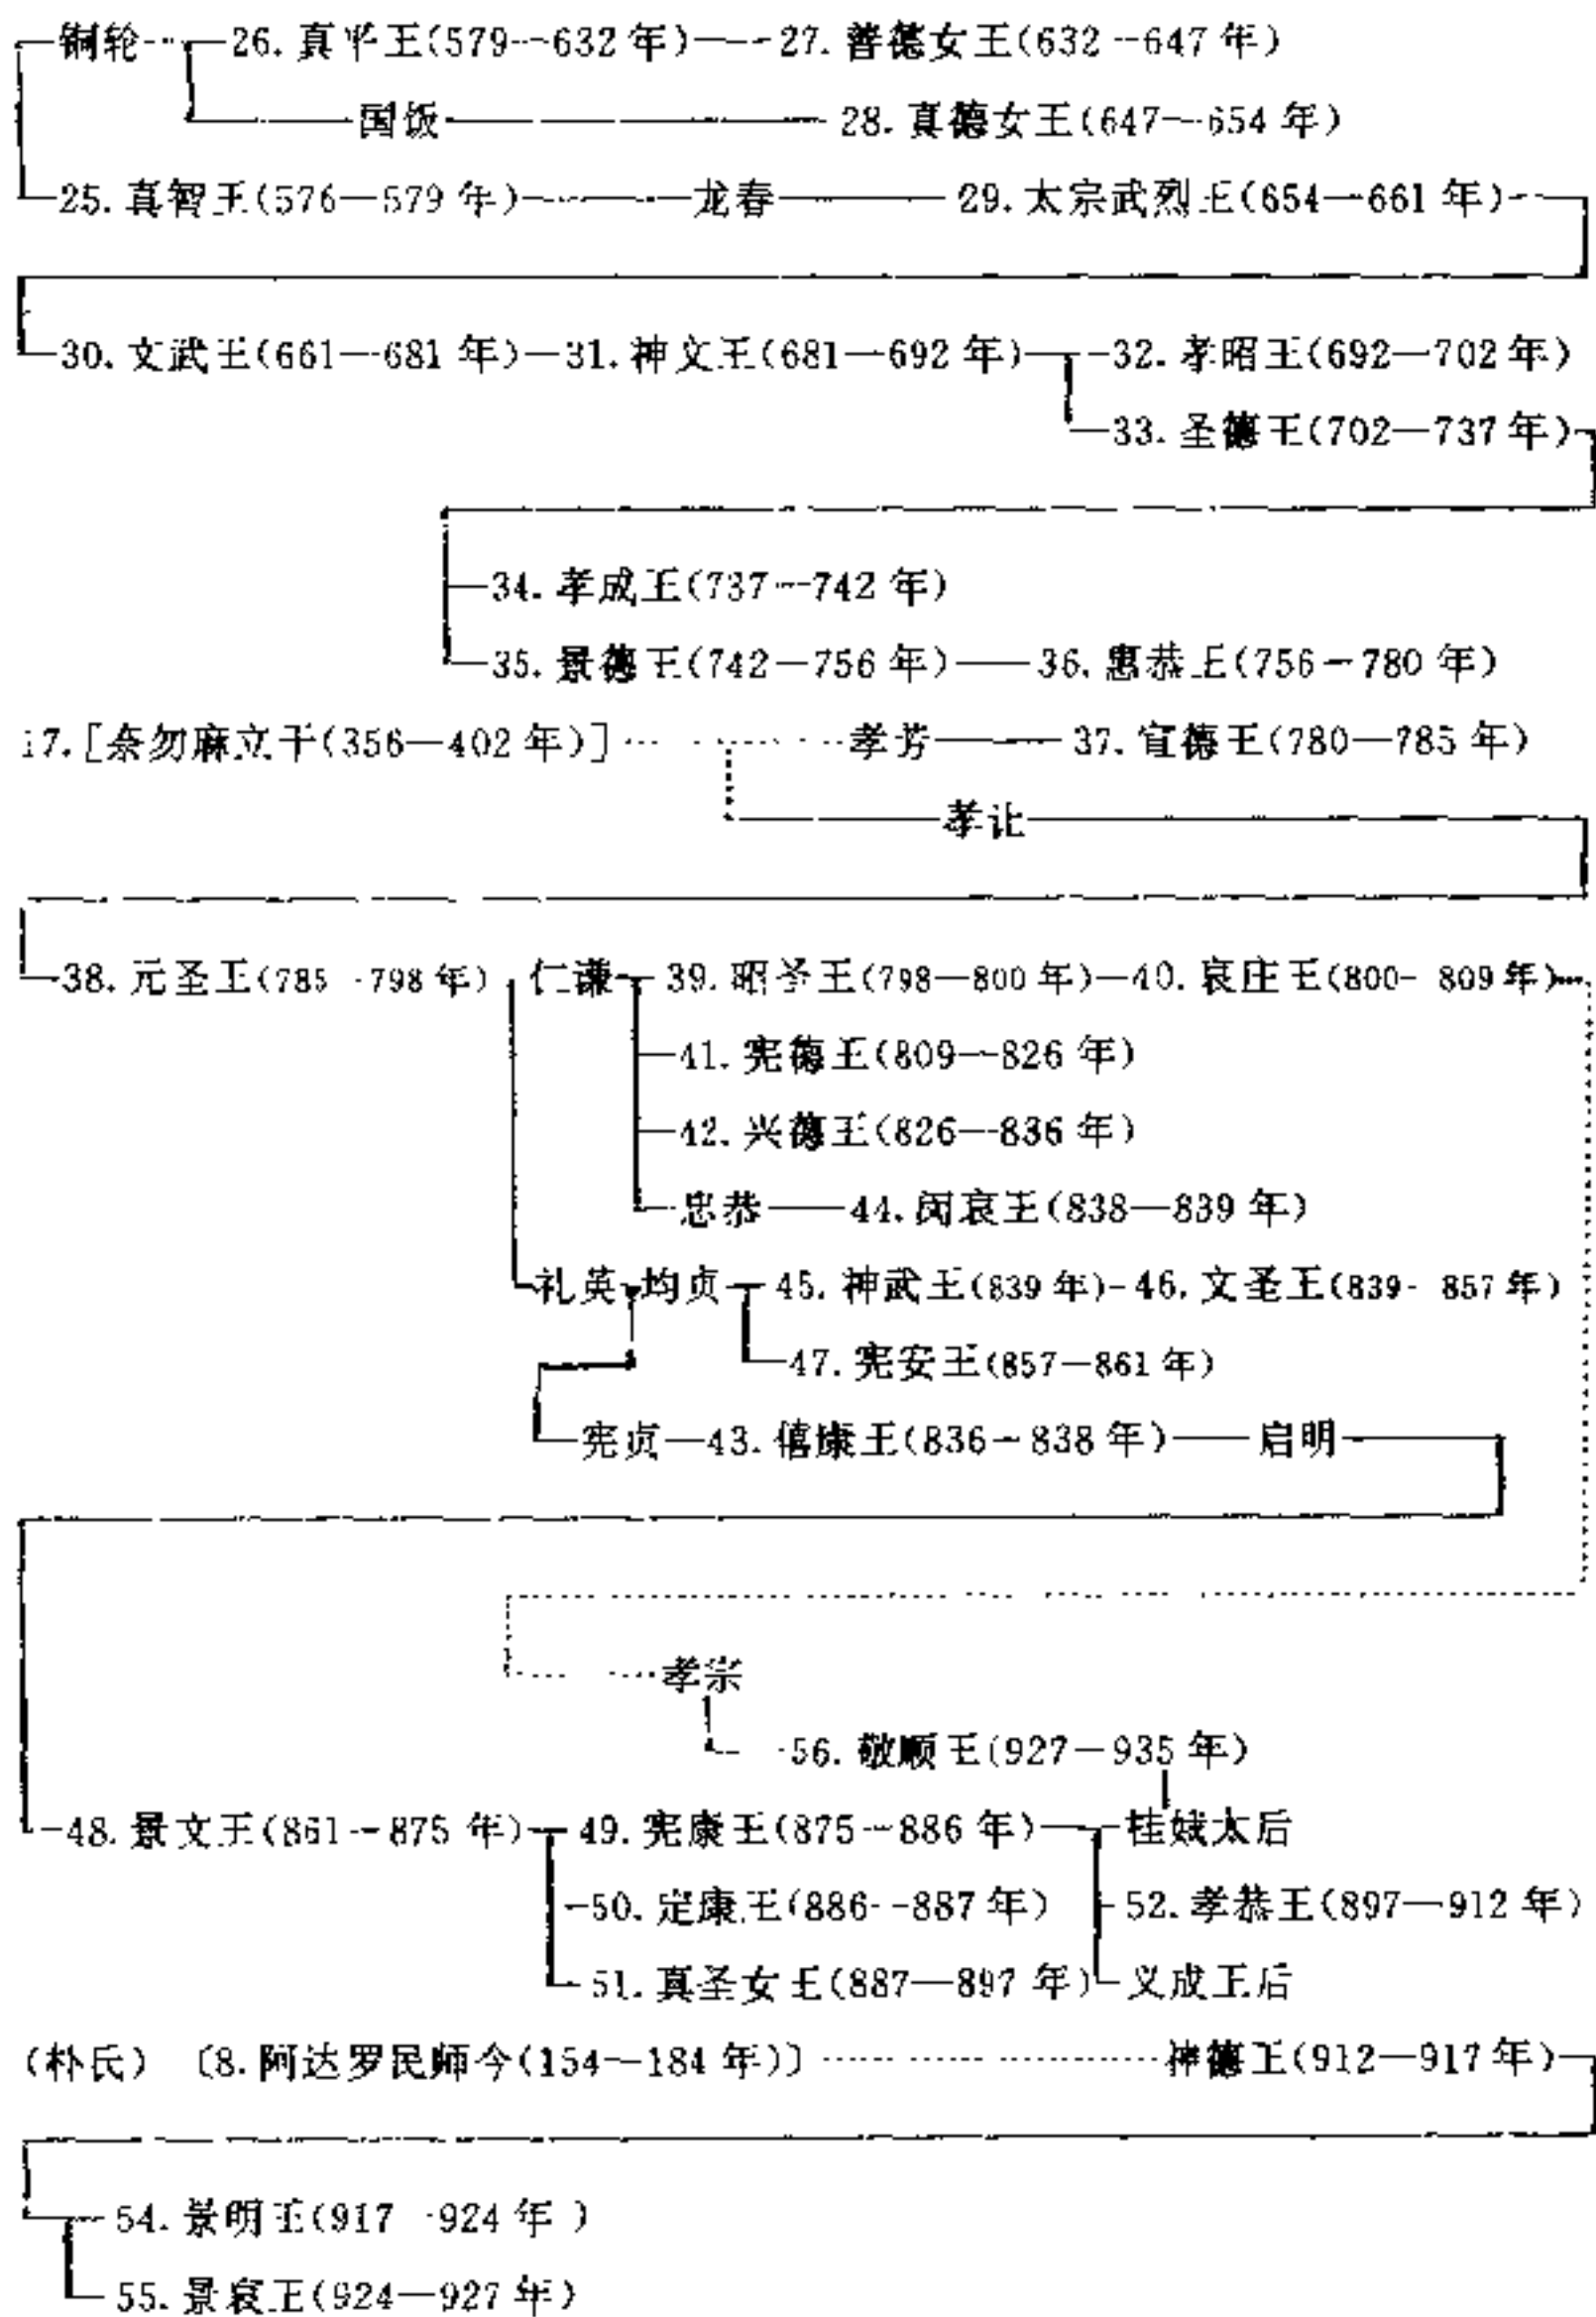 铜轮 26. 真平王(579—632年) 27. 善德女王(632—647年)
国饭 28. 真德女王(647—654年)
25. 真智王(576—579年) 龙春 29. 太宗武烈王(654—661年)
30. 文武王(661—681年) 31. 神文王(681—692年) 32. 孝昭王(692—702年)
33. 圣德王(702—737年)
34. 孝成王(737—742年)
35. 景德王(742—756年) 36. 惠恭王(756—780年)
17. [奈勿麻立干(356—402年)] 孝芳 37. 宣德王(780—785年)
孝让
38. 元圣王(785—798年) 仁谦 39. 昭圣王(798—800年) 40. 哀庄王(800—809年)
41. 宪德王(809—826年)
42. 兴德王(826—836年)
忠恭 44. 闵哀王(838—839年)
礼英 均贞 45. 神武王(839年) 46. 文圣王(839—857年)
47. 宪安王(857—861年)
宪贞 43. 僖康王(836—838年) 启明
孝宗
56. 敬顺王(927—935年)
48. 景文王(861—875年) 49. 宪康王(875—886年) 桂娥太后
50. 定康王(886—887年) 52. 孝恭王(897—912年)
51. 真圣女王(887—897年) 义成王后
(朴氏) 〔8. 阿达罗民师今(154—184年)〕 神德王(912—917年)
54. 景明王(917—924年)
55. 景哀王(924—927年)